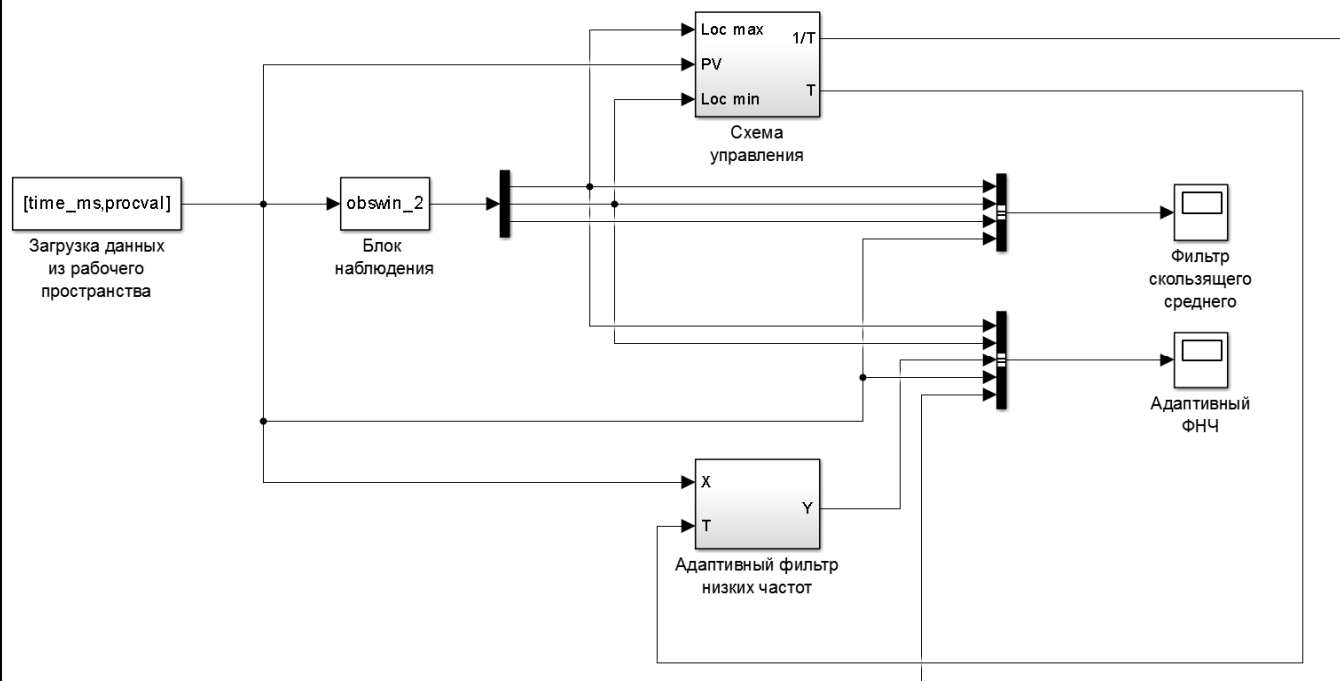 Loc max
1/T
PV
T
Loc min
Схема
управления
[time_ms,procval]
Загрузка данных
из рабочего
пространства
obswin_2
Блок
наблюдения
Фильтр
скользящего
среднего
Адаптивный
ФНЧ
X
Y
T
Адаптивный фильтр
низких частот